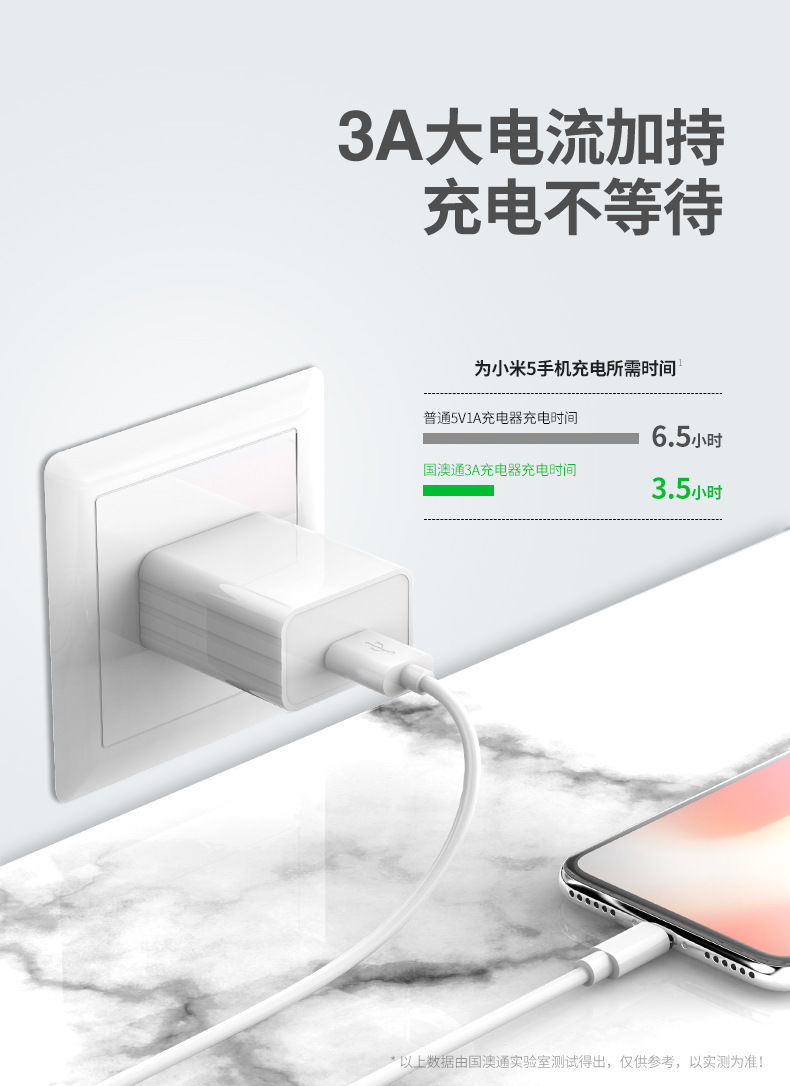 3A大电流加持
充电不等待
为小米5手机充电所需时间1
普通5V1A充电器充电时间
6.5小时
国澳通3A充电器充电时间
3.5小时
* 以上数据由国澳通实验室测试得出，仅供参考，以实测为准！